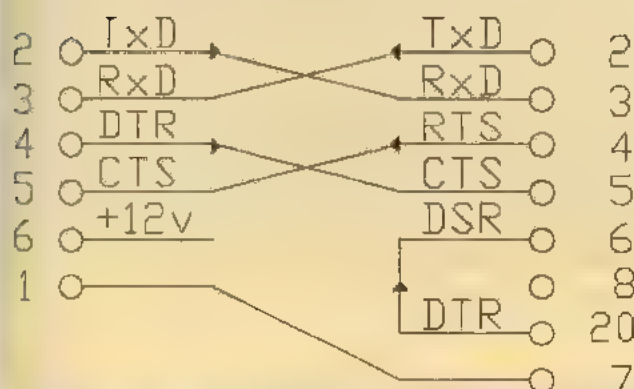 2 TxD TxD 2
3 RxD RxD 3
4 DTR RTS 4
5 CTS CTS 5
6 +12v DSR 6
1 8
DTR 20
7